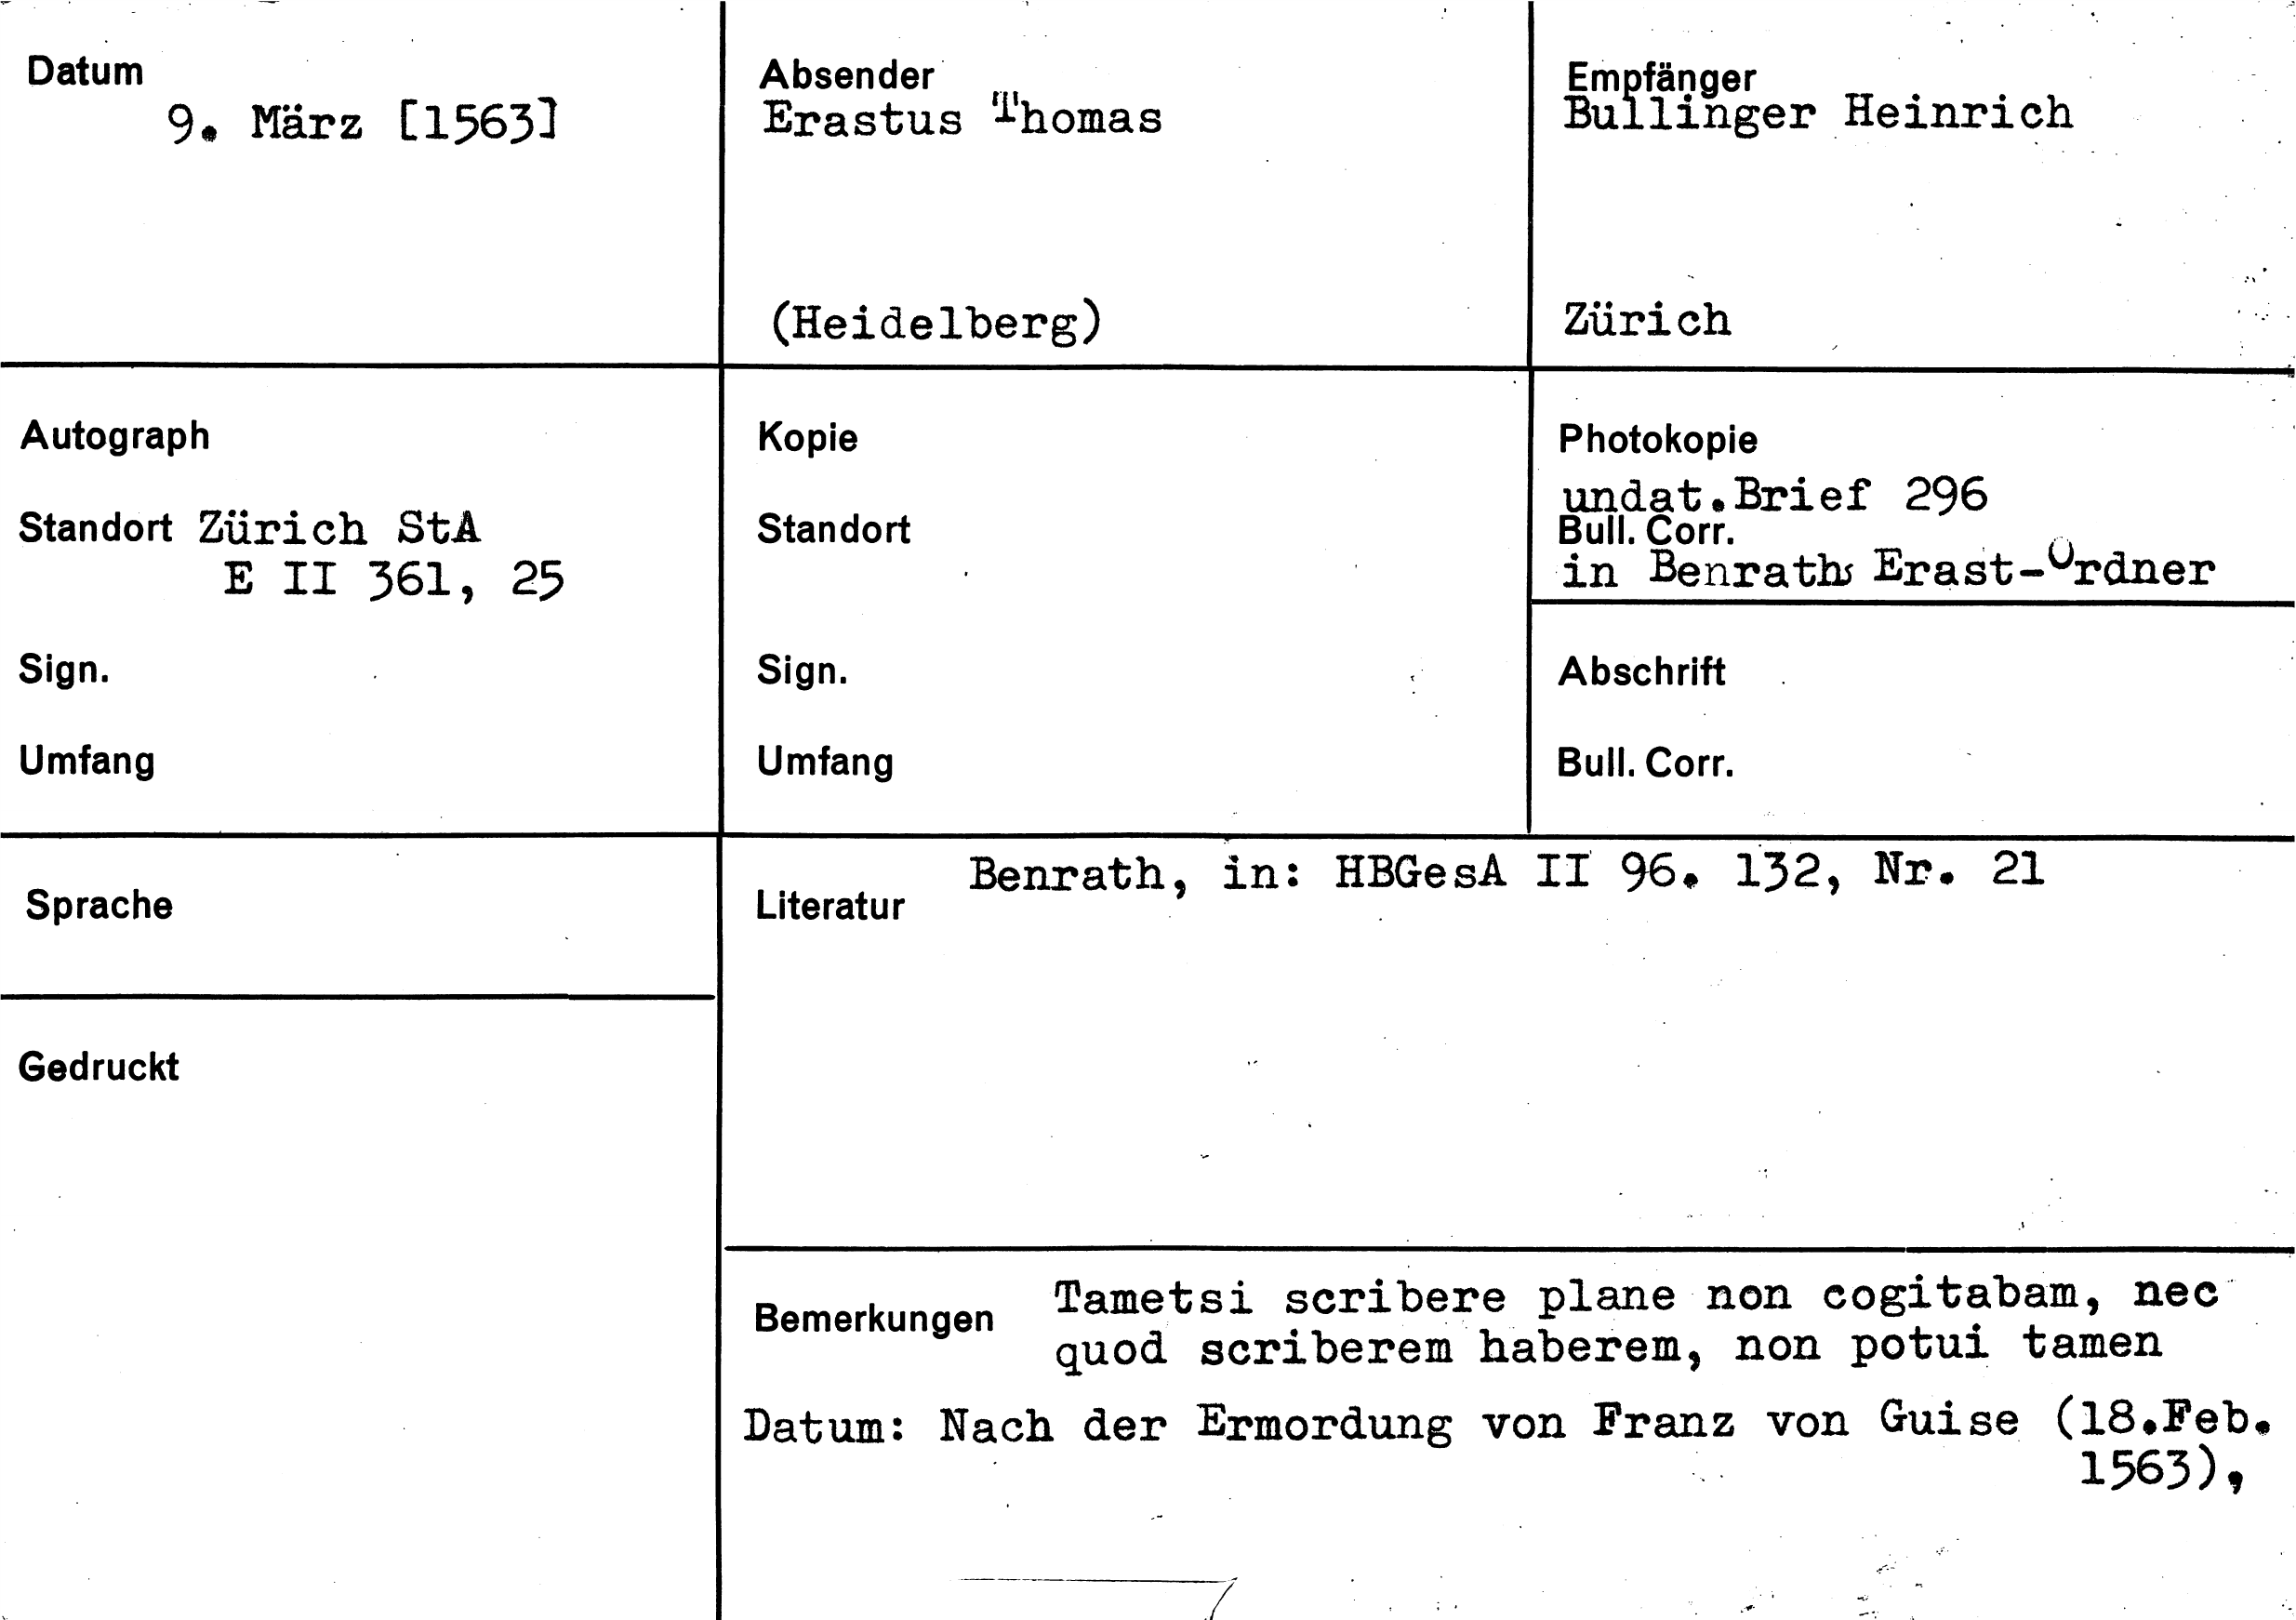 Datum
9. März [1563]
Absender
Erastus Thomas
(Heidelberg)
Empfänger
Bullinger Heinrich
Zürich
Autograph
Standort Zürich StA
E II 361, 25
Sign.
Umfang
Kopie
Standort
Sign.
Umfang
Photokopie
undat.Brief 296
Bull. Corr.
in Benraths Erast-Ordner
Abschrift
Bull. Corr.
Sprache
Gedruckt
Literatur Benrath, in: HBGesA II 96. 132, Nr. 21
Bemerkungen Tametsi scribere plane non cogitabam, nec
quod scriberem haberem, non potui tamen
Datum: Nach der Ermordung von Franz von Guise (18.Feb.
1563),